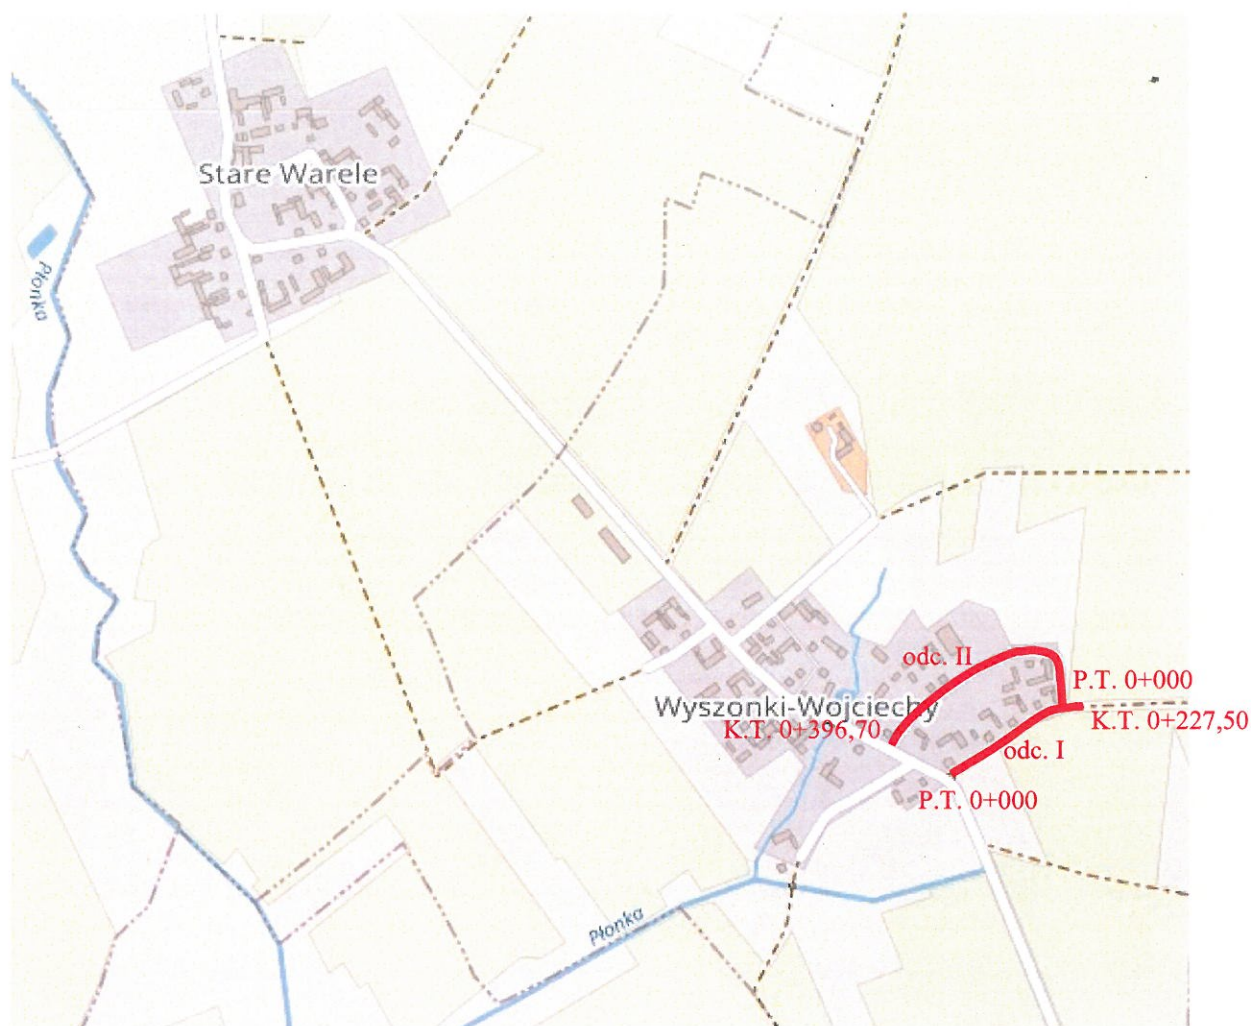 Stare Warele
Płonka
odc. II
P.T. 0+000
Wyszonki-Wojciechy
K.T. 0+396,70
K.T. 0+227,50
odc. I
P.T. 0+000
Płonka